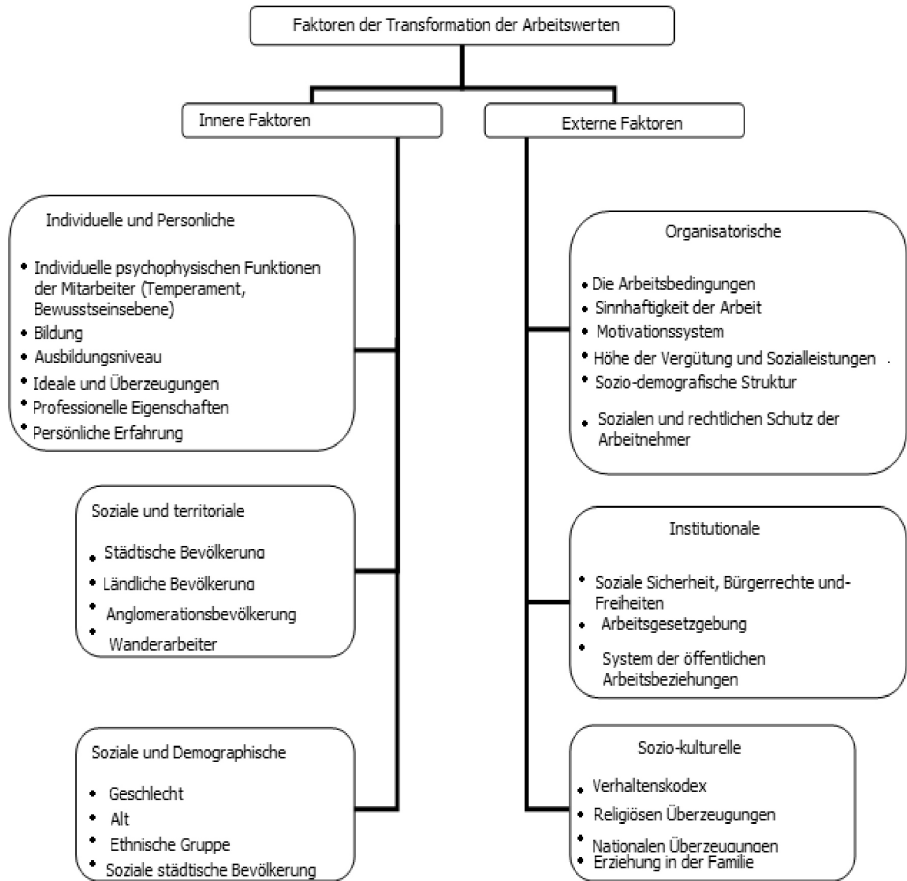 Faktoren der Transformation der Arbeitswerten
Innere Faktoren
Externe Faktoren
Individuelle und Personliche
• Individuelle psychophysischen Funktionen
der Mitarbeiter (Temperament,
Bewusstseinsebene)
• Bildung
• Ausbildungsniveau
• Ideale und Überzeugungen
• Professionelle Eigenschaften
• Persönliche Erfahrung
Soziale und territoriale
• Städtische Bevölkerung
• Ländliche Bevölkerung
• Anglomerationsbevölkerung
• Wanderarbeiter
Soziale und Demographische
• Geschlecht
• Alt
• Ethnische Gruppe
• Soziale städtische Bevölkerung
Organisatorische
• Die Arbeitsbedingungen
• Sinnhaftigkeit der Arbeit
• Motivationssystem
• Höhe der Vergütung und Sozialleistungen .
• Sozio-demografische Struktur
• Sozialen und rechtlichen Schutz der
Arbeitnehmer
Institutionale
• Soziale Sicherheit, Bürgerrechte und-
Freiheiten
• Arbeitsgesetzgebung
• System der öffentlichen
Arbeitsbeziehungen
Sozio-kulturelle
• Verhaltenskodex
• Religiösen Überzeugungen
• Nationalen Überzeugungen
• Erziehung in der Familie